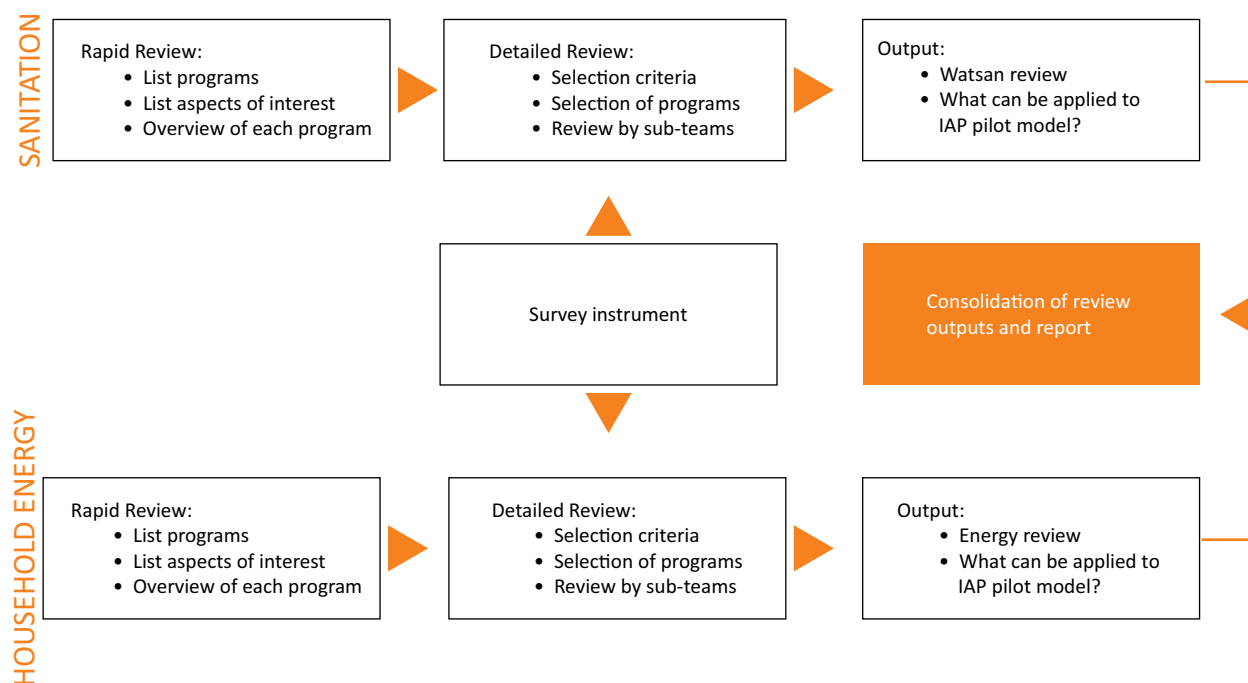 SANITATION
Rapid Review:
• List programs
• List aspects of interest
• Overview of each program
Detailed Review:
• Selection criteria
• Selection of programs
• Review by sub-teams
Output:
• Watsan review
• What can be applied to
IAP pilot model?
Survey instrument
Consolidation of review
outputs and report
HOUSEHOLD ENERGY
Rapid Review:
• List programs
• List aspects of interest
• Overview of each program
Detailed Review:
• Selection criteria
• Selection of programs
• Review by sub-teams
Output:
• Energy review
• What can be applied to
IAP pilot model?